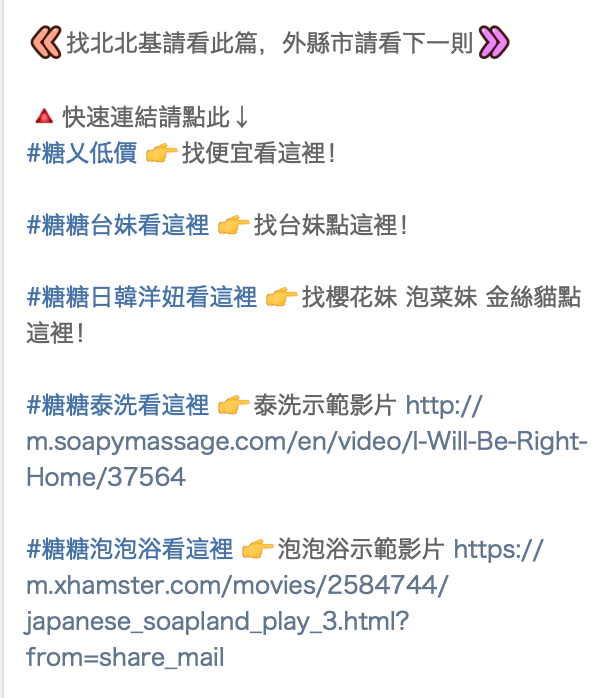 找北北基請看此篇，外縣市請看下一則
🔺快速連結請點此↓
#糖乂低價 👉找便宜看這裡！
#糖糖台妹看這裡 👉找台妹點這裡！
#糖糖日韓洋妞看這裡 👉找櫻花妹 泡菜妹 金絲貓點
這裡！
#糖糖泰洗看這裡 👉泰洗示範影片 http://
m.soapymassage.com/en/video/I-Will-Be-Right-
Home/37564
#糖糖泡泡浴看這裡 👉泡泡浴示範影片 https://
m.xhamster.com/movies/2584744/
japanese_soapland_play_3.html?
from=share_mail